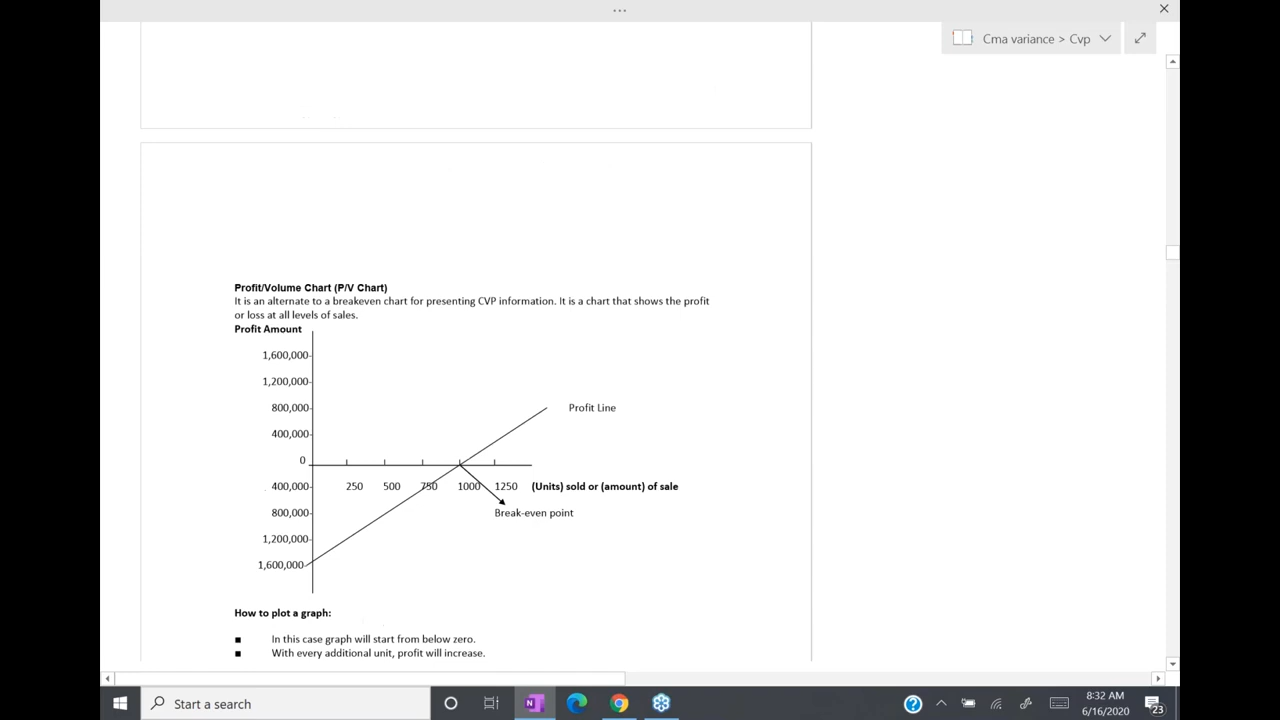 ...
Cma variance > Cvp
Profit/Volume Chart (P/V Chart)
It is an alternate to a breakeven chart for presenting CVP information. It is a chart that shows the profit
or loss at all levels of sales.
Profit Amount
1,600,000
1,200,000
800,000
Profit Line
400,000
0
400,000
250 500 750 1000 1250 (Units) sold or (amount) of sale
800,000
Break-even point
1,200,000
1,600,000
How to plot a graph:
■ In this case graph will start from below zero.
■ With every additional unit, profit will increase.
Start a search
N
?
8:32 AM
6/16/2020
23